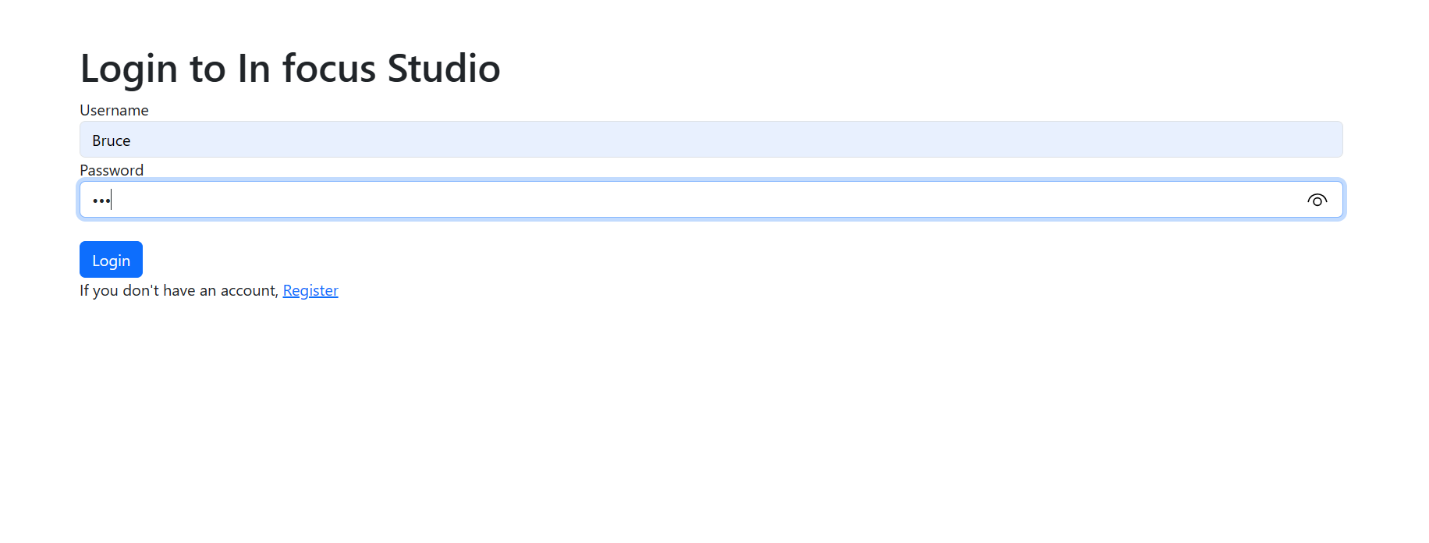 Login to In focus Studio
Username
Bruce
Password
•••
Login
If you don't have an account, Register